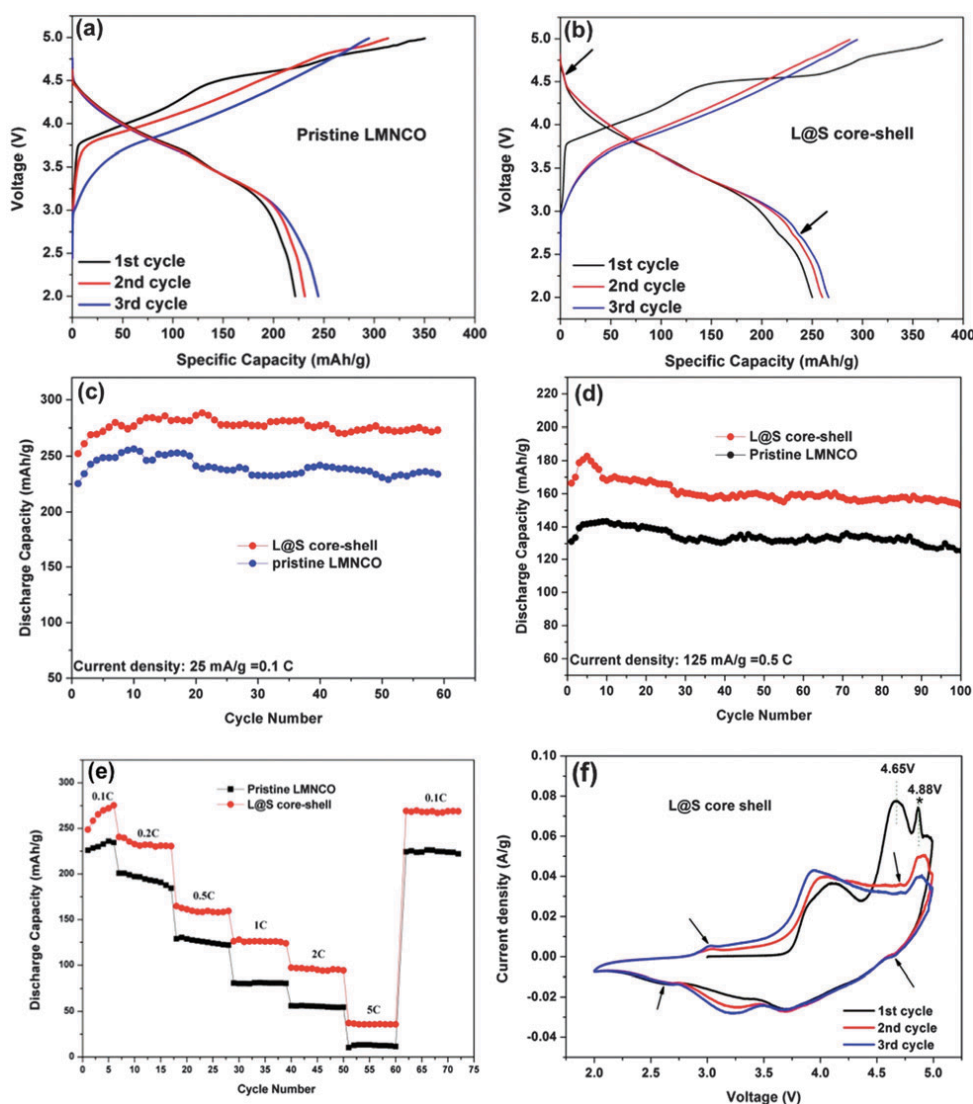 (a)
5.0
4.5
4.0
3.5
3.0
2.5
2.0
Voltage (V)
Pristine LMNCO
1st cycle
2nd cycle
3rd cycle
0 50 100 150 200 250 300 350 400
Specific Capacity (mAh/g)
(b)
5.0
4.5
4.0
3.5
3.0
2.5
2.0
Voltage (V)
L@S core-shell
1st cycle
2nd cycle
3rd cycle
0 50 100 150 200 250 300 350 400
Specific Capacity (mAh/g)
(c)
300
250
200
150
100
50
Discharge Capacity (mAh/g)
L@S core-shell
pristine LMNCO
Current density: 25 mA/g =0.1 C
0 10 20 30 40 50 60
Cycle Number
(d)
220
200
180
160
140
120
100
80
60
Discharge Capacity (mAh/g)
L@S core-shell
Pristine LMNCO
Current density: 125 mA/g =0.5 C
0 10 20 30 40 50 60 70 80 90 100
Cycle Number
(e)
300
250
200
150
100
50
0
Discharge Capacity (mAh/g)
Pristine LMNCO
L@S core-shell
0.1C
0.2C
0.5C
1C
2C
5C
0.1C
0 5 10 15 20 25 30 35 40 45 50 55 60 65 70 75
Cycle Number
(f)
0.10
0.08
0.06
0.04
0.02
0.00
-0.02
-0.04
Current density (A/g)
L@S core shell
4.65V
4.88V
*
1st cycle
2nd cycle
3rd cycle
2.0 2.5 3.0 3.5 4.0 4.5 5.0
Voltage (V)